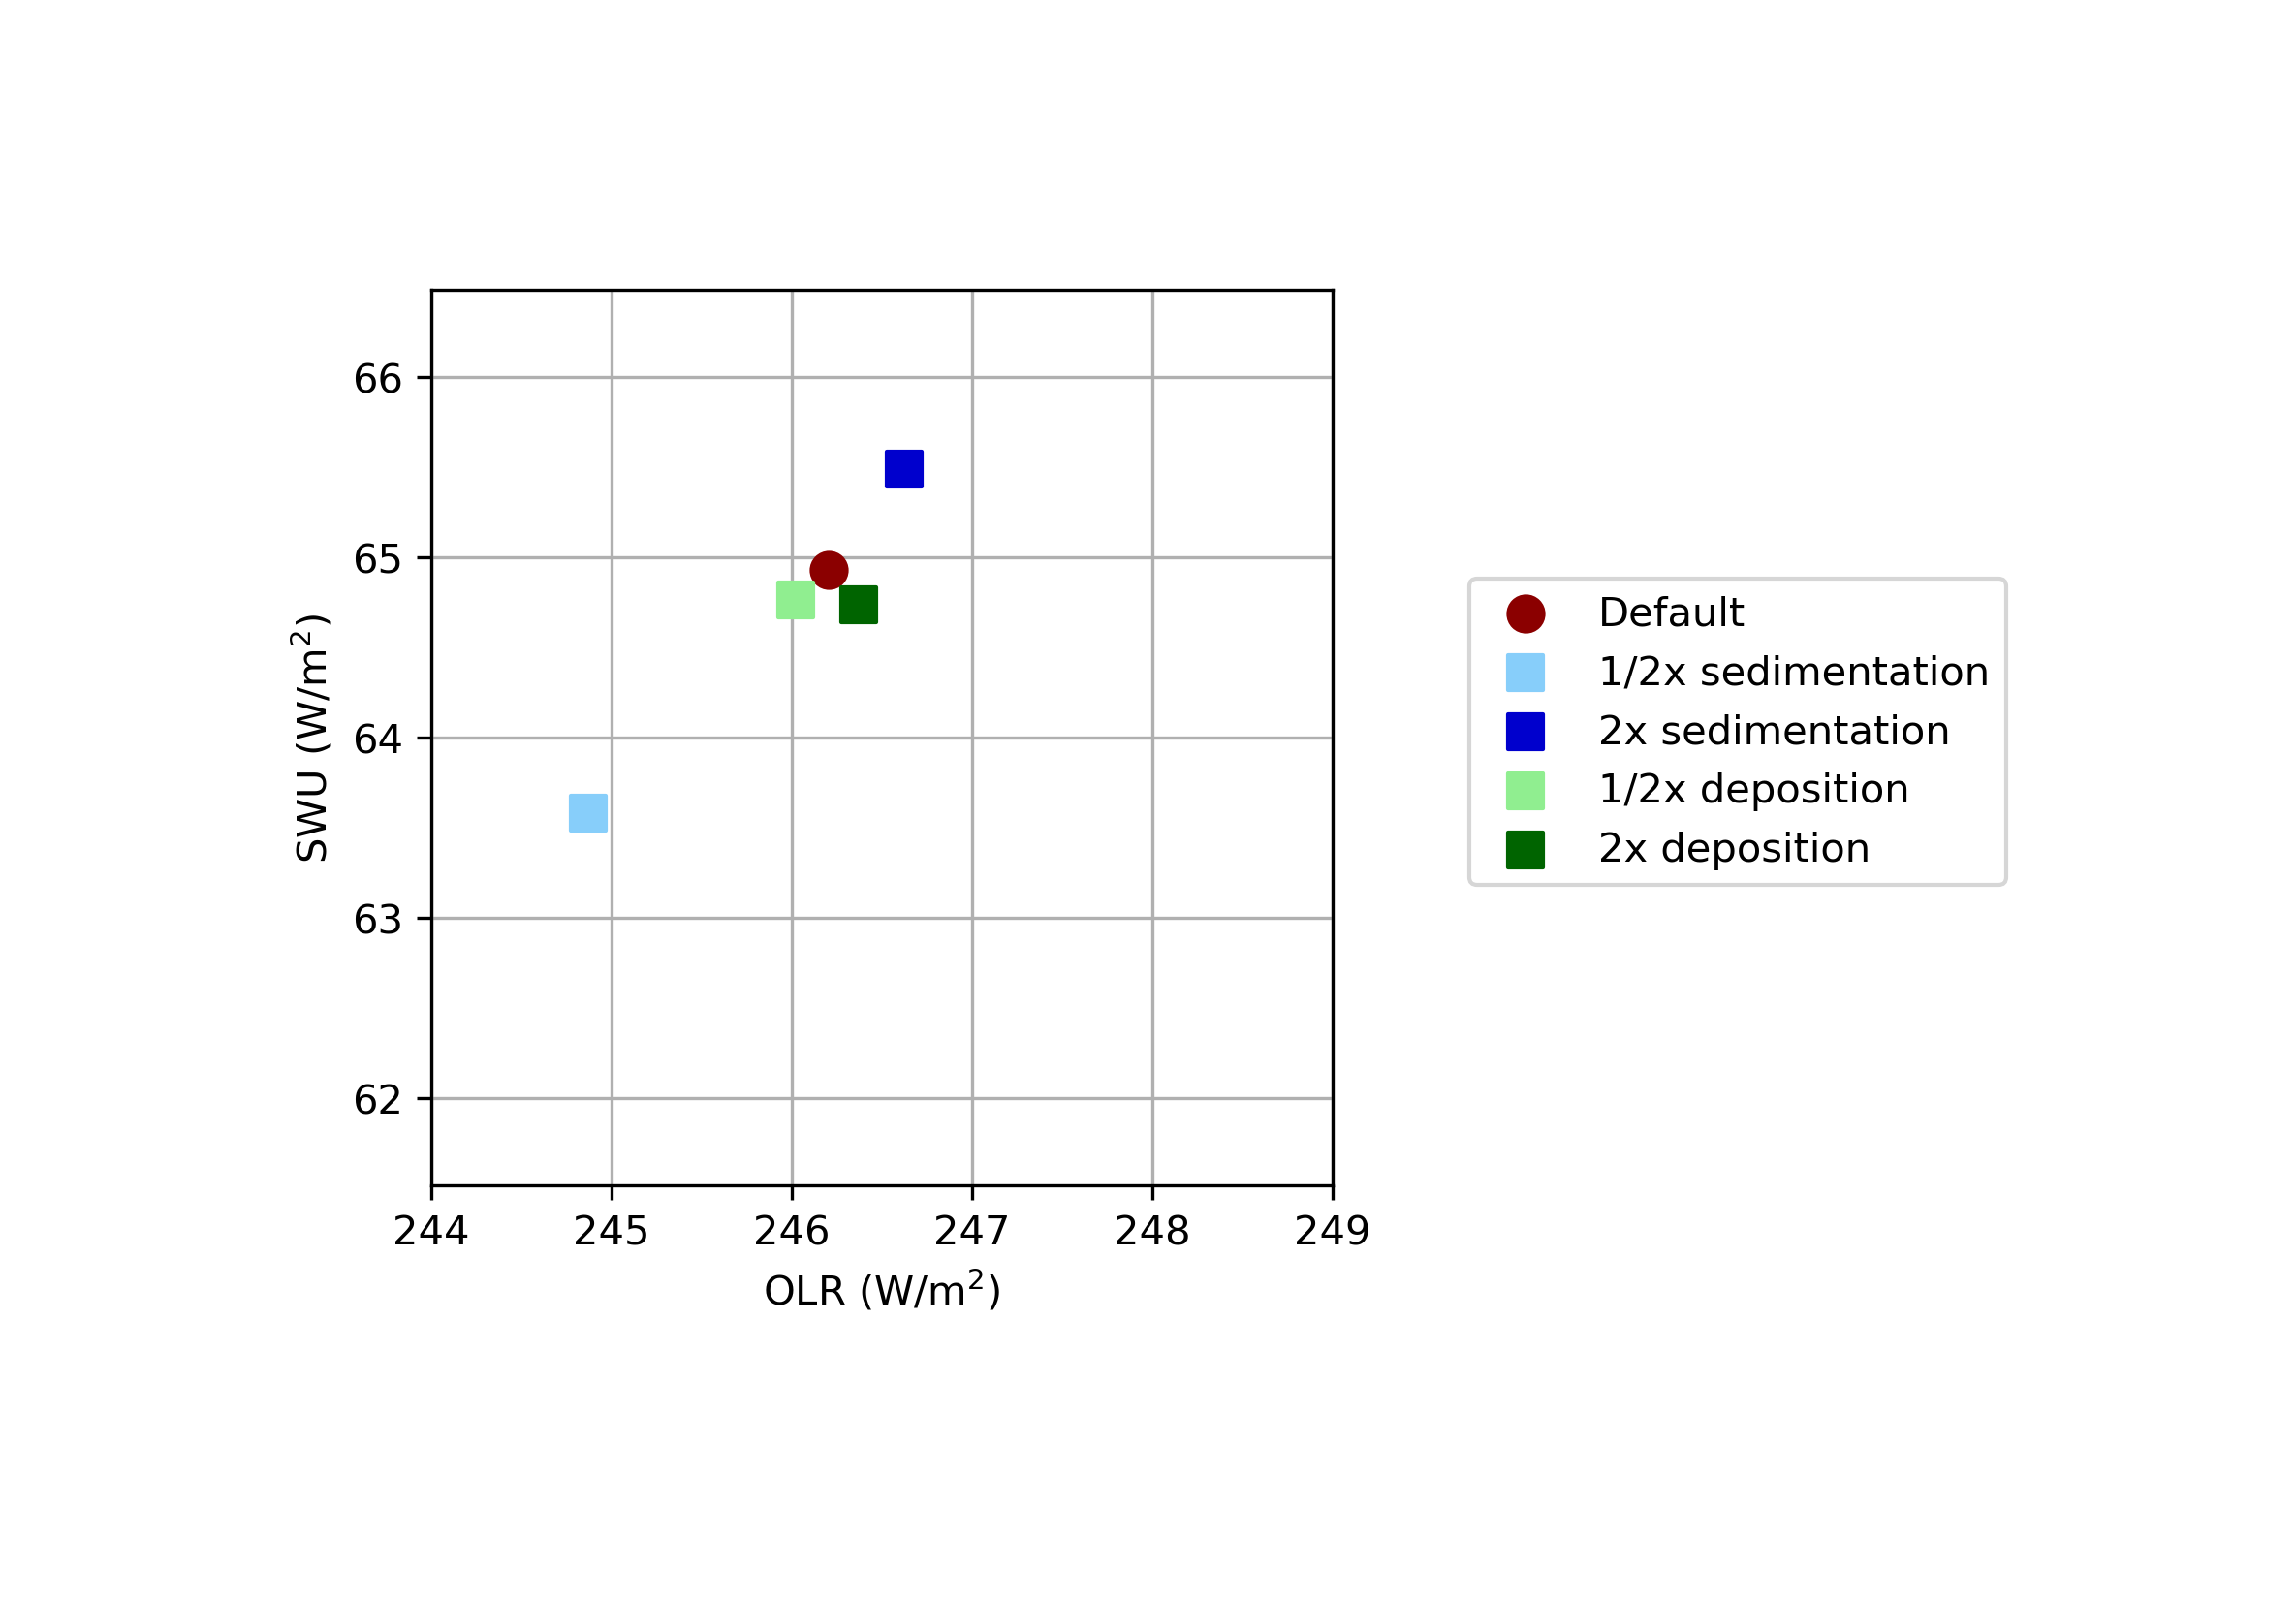 66
65
64
63
62
SWU (W/m²)
244 245 246 247 248 249
OLR (W/m²)
Default
1/2x sedimentation
2x sedimentation
1/2x deposition
2x deposition